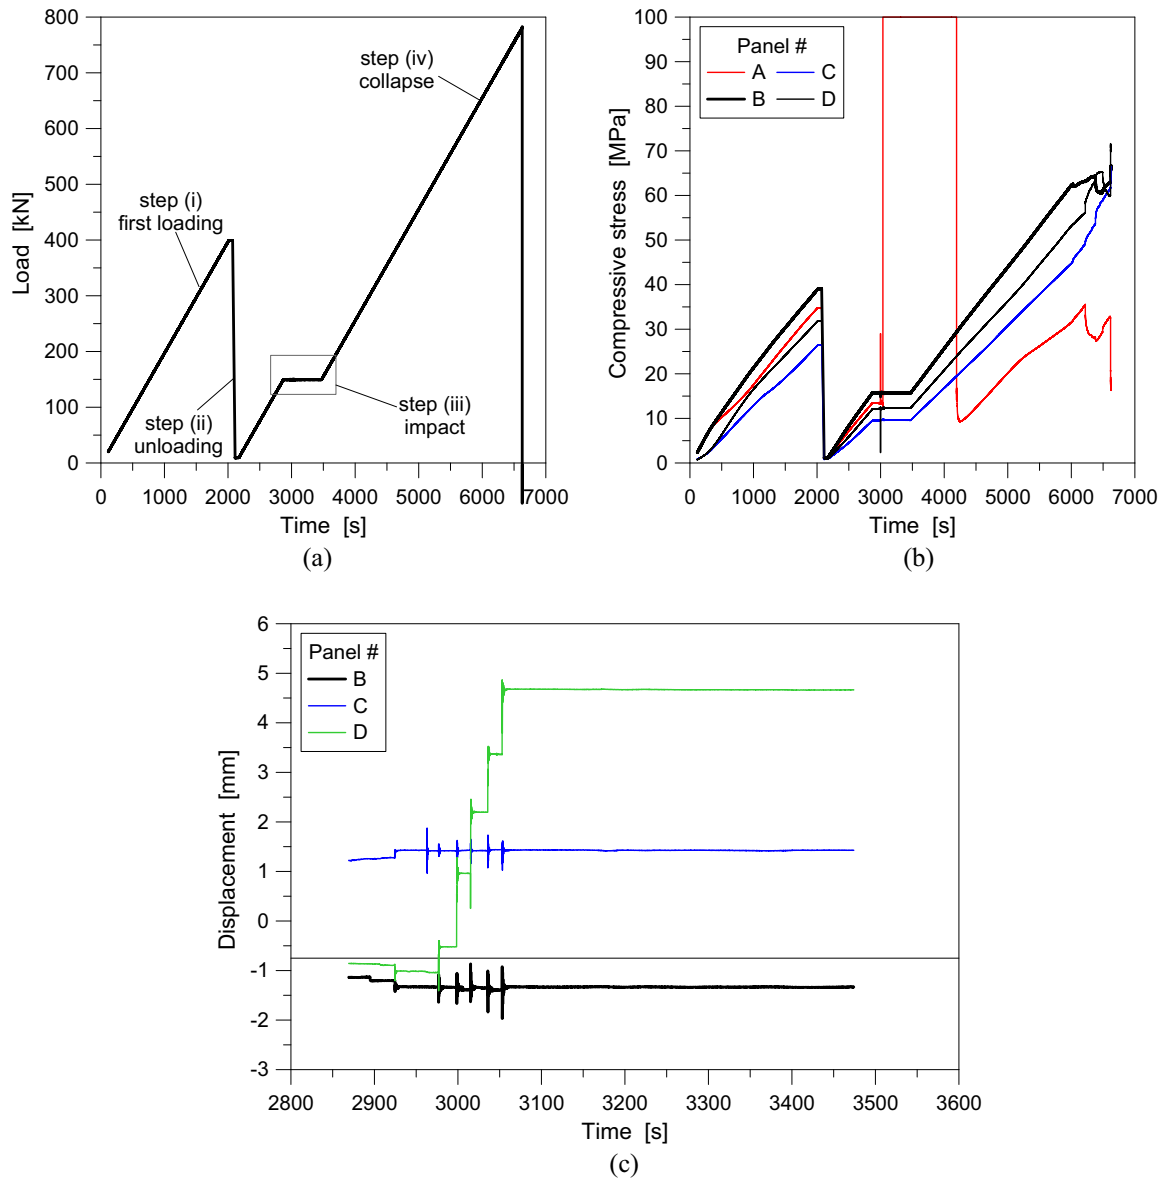 800
700
600
500
400
300
200
100
0
Load [kN]
step (iv)
collapse
step (i)
first loading
step (ii)
unloading
step (iii)
impact
0 1000 2000 3000 4000 5000 6000 7000
Time [s]
(a)
100
90
80
70
60
50
40
30
20
10
0
Compressive stress [MPa]
Panel #
A C
B D
0 1000 2000 3000 4000 5000 6000 7000
Time [s]
(b)
6
5
4
3
2
1
0
-1
-2
-3
Displacement [mm]
Panel #
B
C
D
2800 2900 3000 3100 3200 3300 3400 3500 3600
Time [s]
(c)